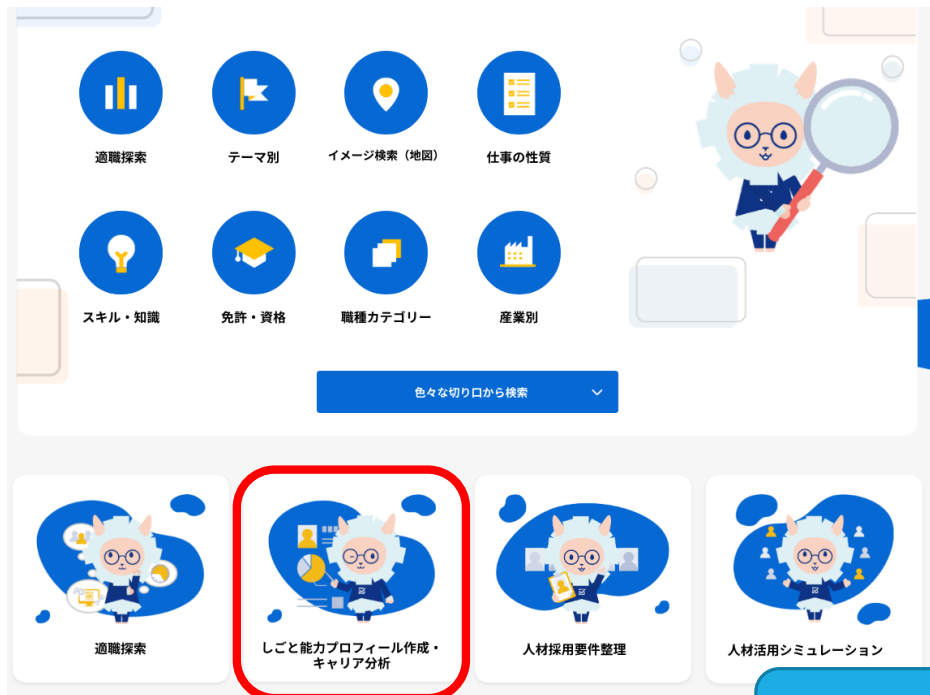 適職探索
テーマ別
イメージ検索（地図）
仕事の性質
スキル・知識
免許・資格
職種カテゴリー
産業別
色々な切り口から検索
適職探索
しごと能力プロフィール作成・
キャリア分析
人材採用要件整理
人材活用シミュレーション